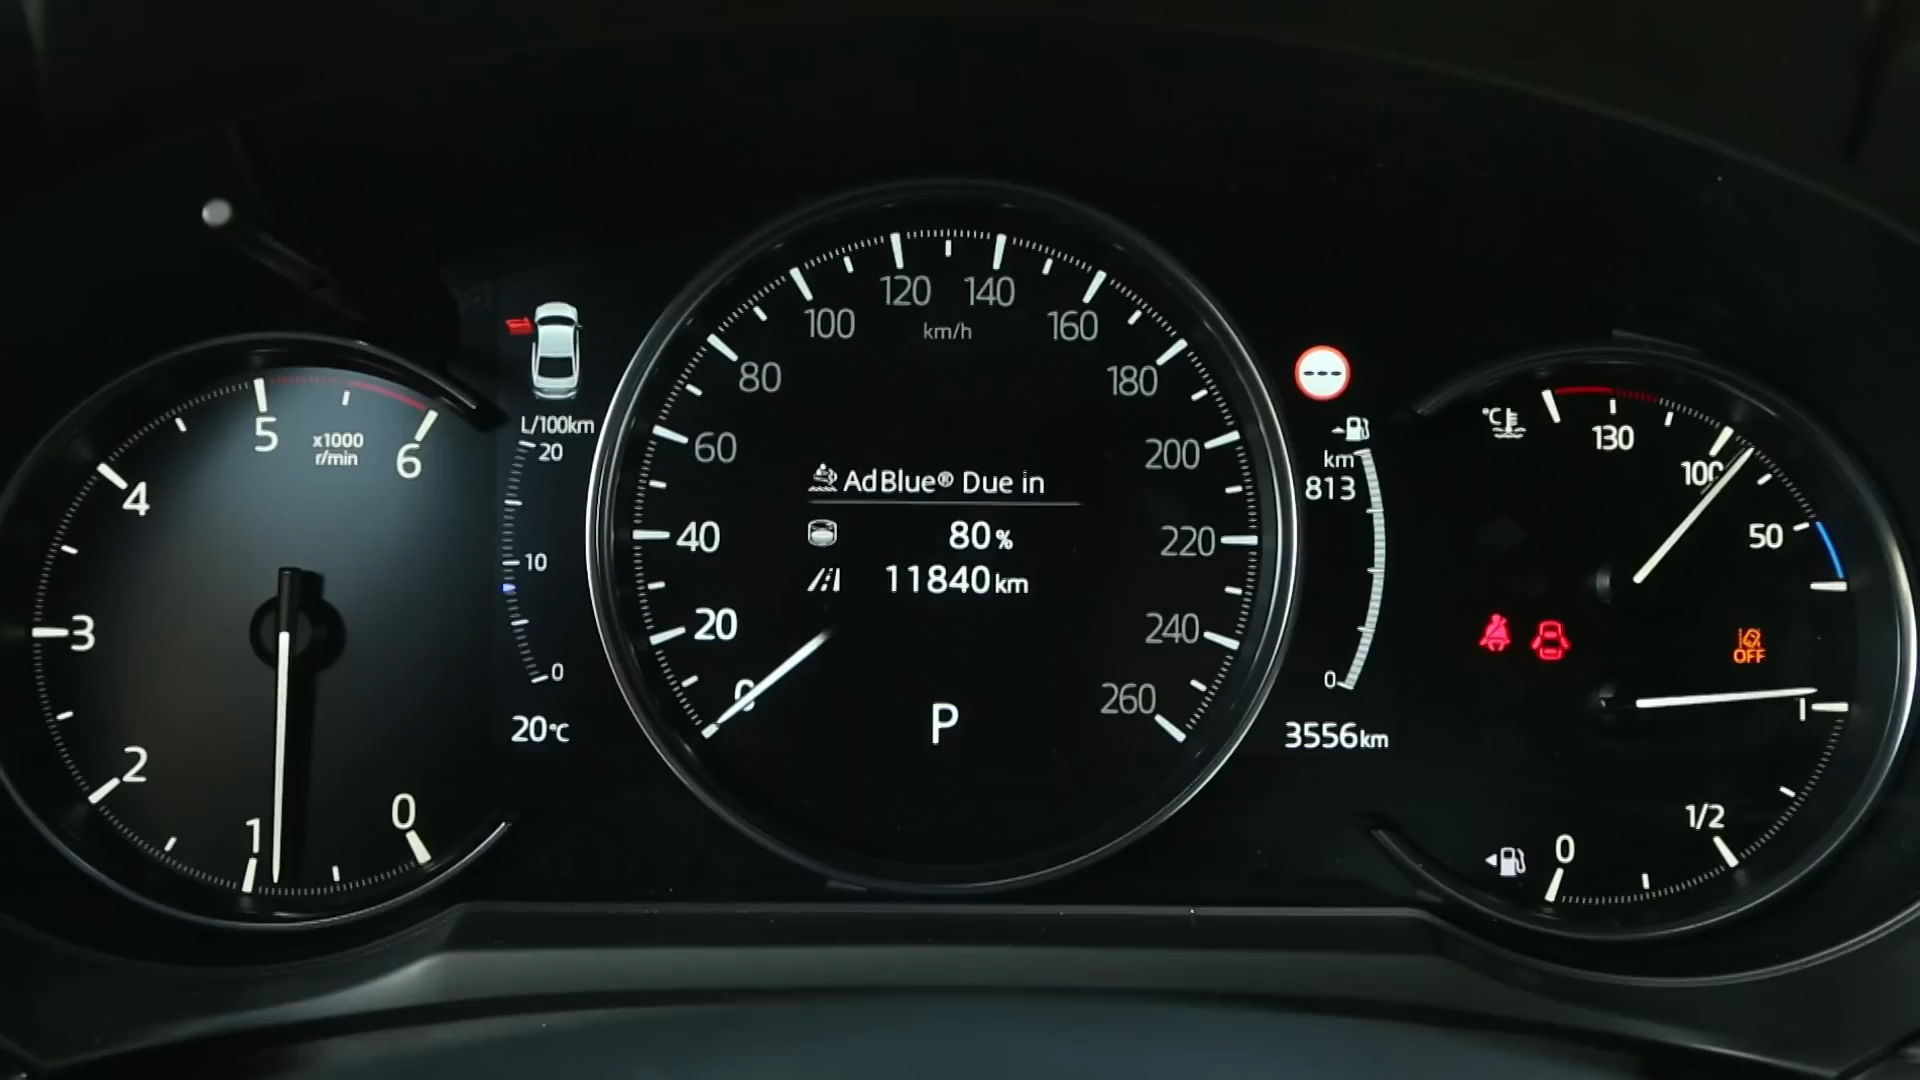 5
x1000
r/min
6
4
3
2
1
0
L/100km
20
10
0
20°C
0
20
40
60
80
100
120
140
160
180
200
220
240
260
km/h
AdBlue® Due in
80%
11840km
P
km
813
0
3556km
°C
130
100
50
OFF
1
1/2
0